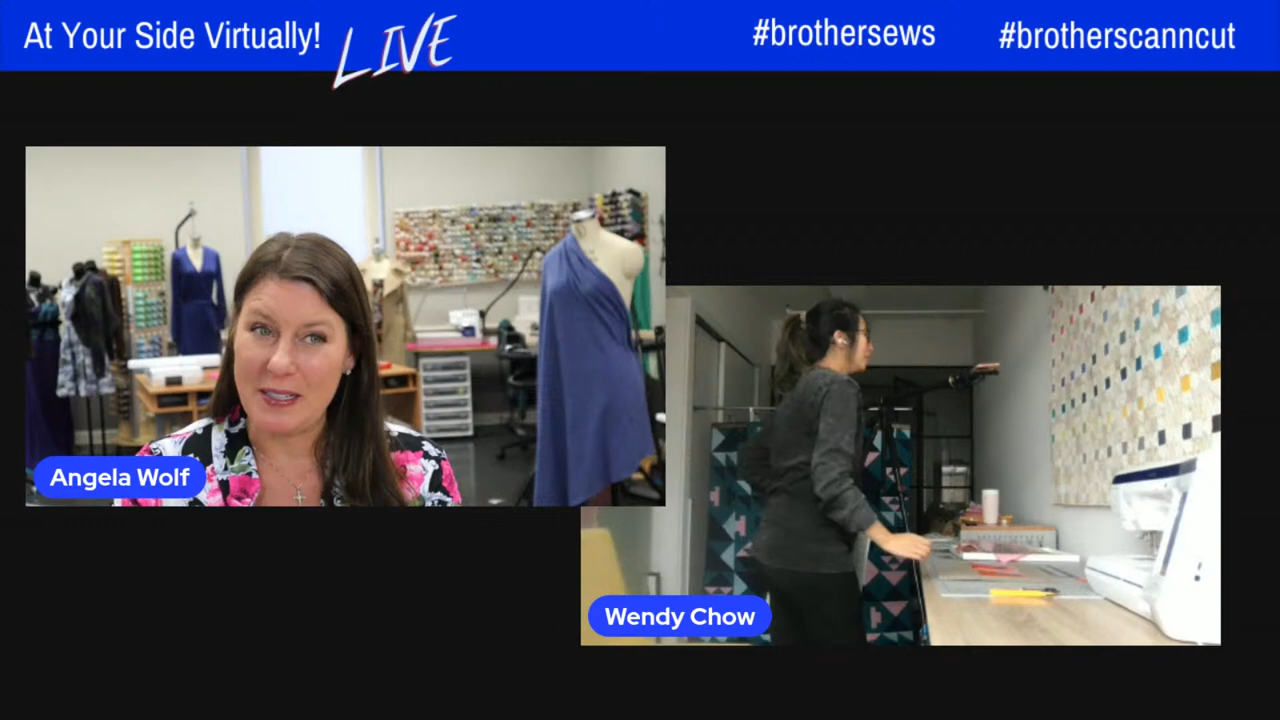 At Your Side Virtually! LIVE
#brothersews
#brotherscanncut
Angela Wolf
Wendy Chow